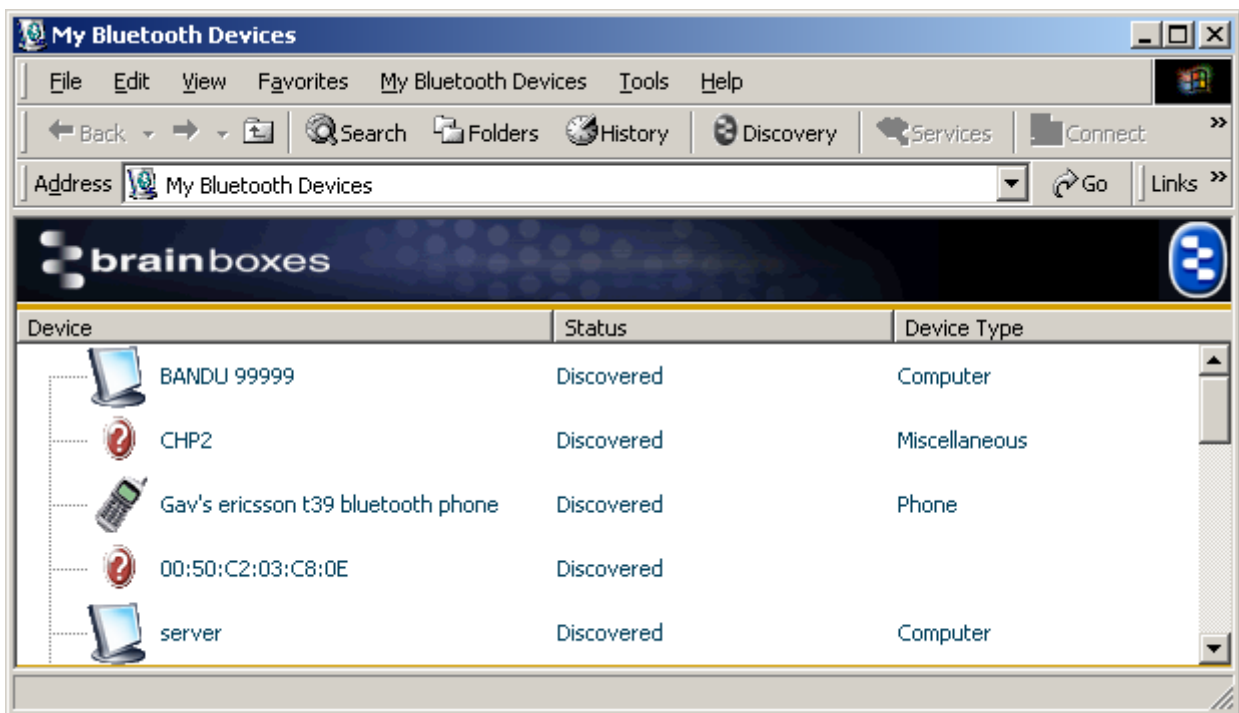 My Bluetooth Devices
File Edit View Favorites My Bluetooth Devices Tools Help
Back Search Folders History Discovery Services Connect »
Address My Bluetooth Devices Go Links »
brainboxes
Device Status Device Type
BANDU 99999 Discovered Computer
CHP2 Discovered Miscellaneous
Gav's ericsson t39 bluetooth phone Discovered Phone
00:50:C2:03:C8:0E Discovered
server Discovered Computer